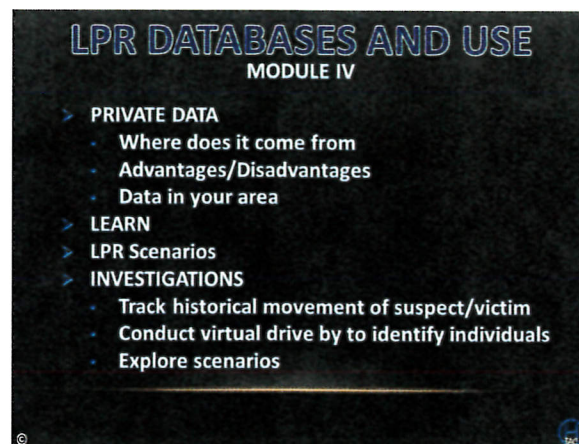 LPR DATABASES AND USE
MODULE IV
> PRIVATE DATA
• Where does it come from
• Advantages/Disadvantages
• Data in your area
> LEARN
> LPR Scenarios
> INVESTIGATIONS
• Track historical movement of suspect/victim
• Conduct virtual drive by to identify individuals
• Explore scenarios
©